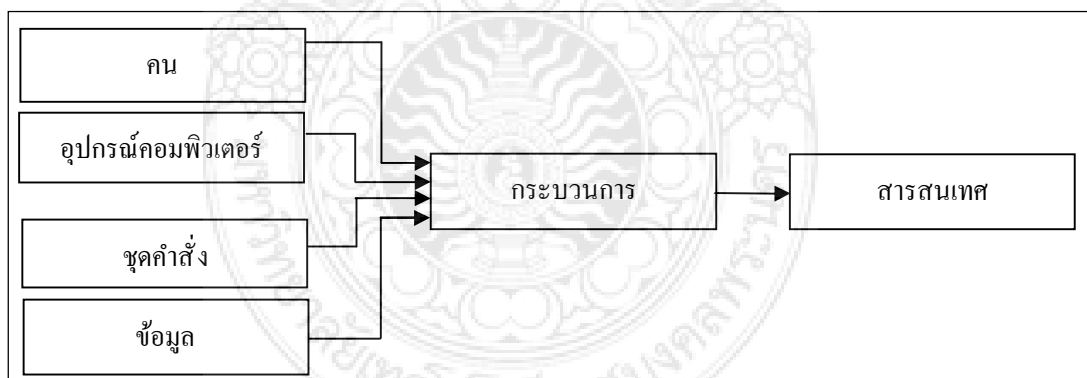 คน
อุปกรณ์คอมพิวเตอร์
กระบวนการ
สารสนเทศ
ชุดคำสั่ง
ข้อมูล